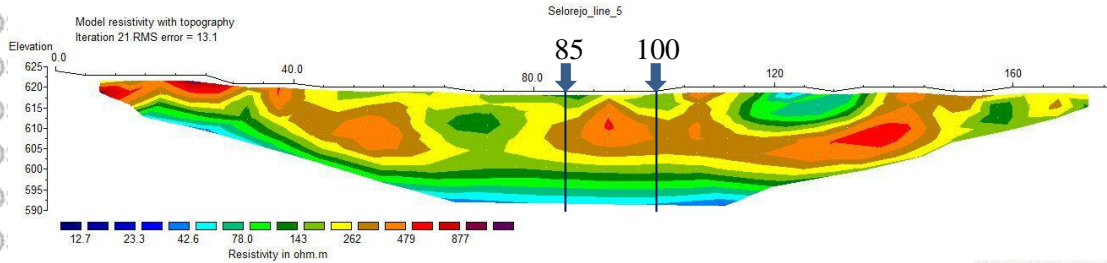 Selorejo_line_5
Model resistivity with topography
Iteration 21 RMS error = 13.1
85 100
Elevation
0.0 40.0 80.0 120 160
625
620
615
610
605
600
595
590
12.7 23.3 42.6 78.0 143 262 479 877
Resistivity in ohm.m